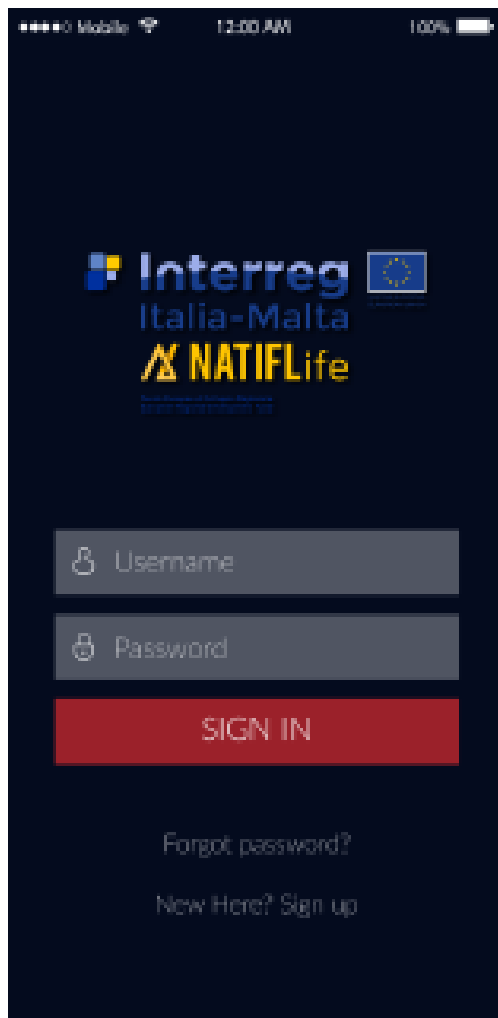 Mobile 12:00 AM 100%
Interreg
Italia-Malta
NATIFLife
Username
Password
SIGN IN
Forgot password?
New Here? Sign up